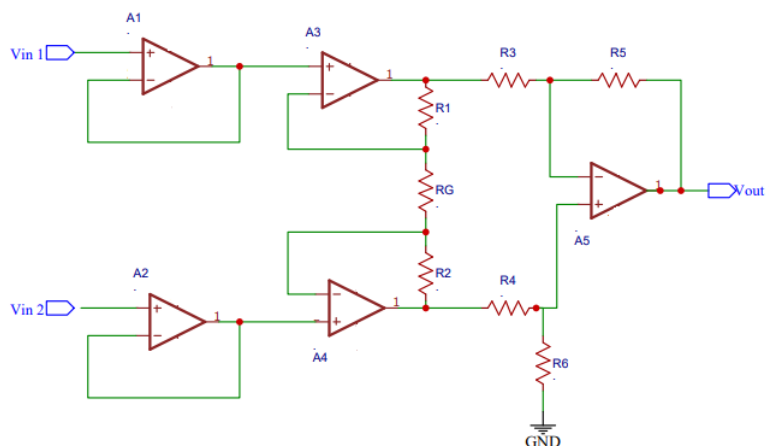 A1
A3
Vin 1
+
-
1
+
-
1
R3
R5
R1
RG
-
+
1
Vout
A5
A2
R2
R4
Vin 2
+
-
1
-
+
1
A4
R6
GND